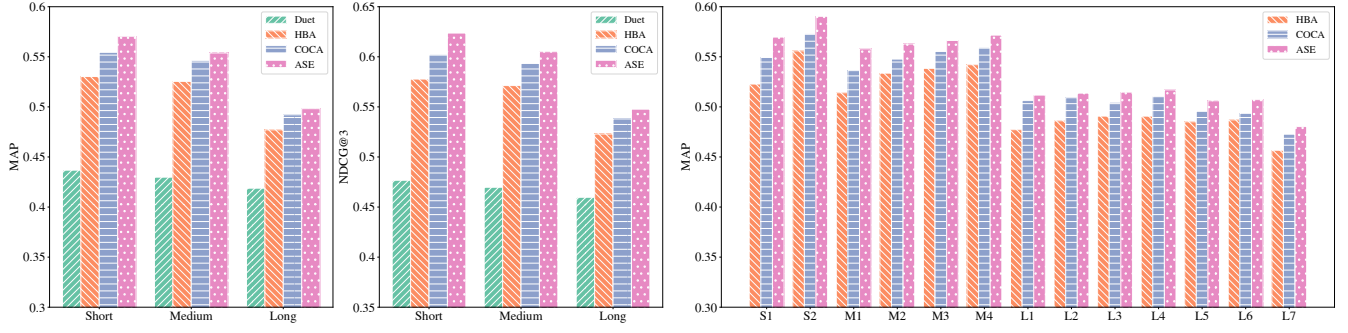 MAP
0.6
0.55
0.5
0.45
0.4
0.35
0.3
Short Medium Long
Duet
HBA
COCA
ASE
NDCG@3
0.65
0.6
0.55
0.5
0.45
0.4
0.35
Short Medium Long
Duet
HBA
COCA
ASE
MAP
0.60
0.55
0.50
0.45
0.40
0.35
0.30
S1 S2 M1 M2 M3 M4 L1 L2 L3 L4 L5 L6 L7
HBA
COCA
ASE